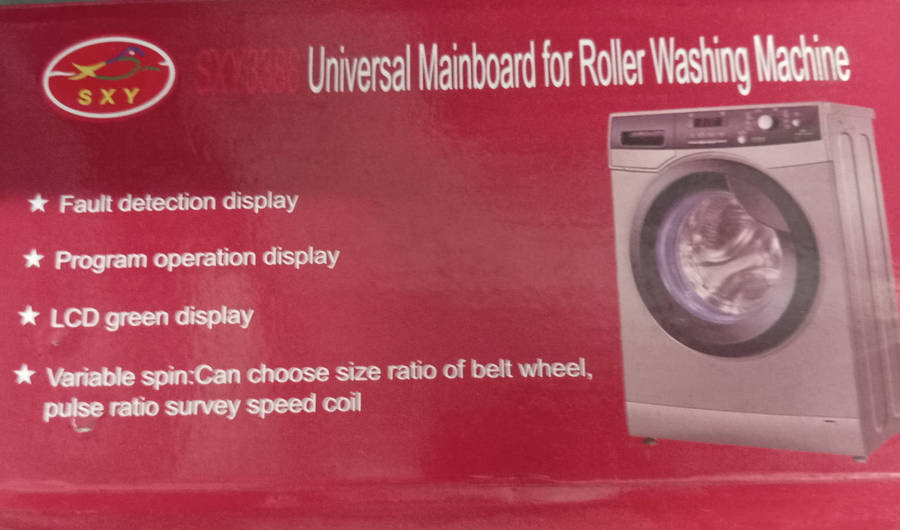 SXY
SXY3388 Universal Mainboard for Roller Washing Machine
★ Fault detection display
★ Program operation display
★ LCD green display
★ Variable spin:Can choose size ratio of belt wheel,
pulse ratio survey speed coil